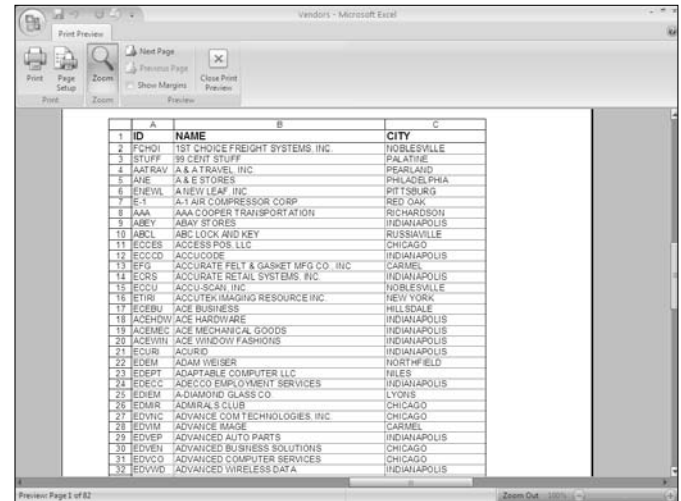 Vendors - Microsoft Excel
Print Preview
Print
Page Setup
Zoom
Next Page
Previous Page
Show Margins
Close Print Preview
Print
Zoom
Preview
A B C
1 ID NAME CITY
2 FCHOI 1ST CHOICE FREIGHT SYSTEMS, INC. NOBLESVILLE
3 STUFF 99 CENT STUFF PALATINE
4 AATRAV A & A TRAVEL, INC. PEARLAND
5 ANE A & E STORES PHILADELPHIA
6 ENEWL A NEW LEAF, INC. PITTSBURG
7 E-1 A-1 AIR COMPRESSOR CORP. RED OAK
8 AAA AAA COOPER TRANSPORTATION RICHARDSON
9 ABEY ABAY STORES INDIANAPOLIS
10 ABCL ABC LOCK AND KEY RUSSIAVILLE
11 ECCES ACCESS POS, LLC CHICAGO
12 ECCCD ACCUCODE INDIANAPOLIS
13 EFG ACCURATE FELT & GASKET MFG CO., INC CARMEL
14 ECRS ACCURATE RETAIL SYSTEMS, INC. INDIANAPOLIS
15 ECCU ACCU-SCAN, INC. NOBLESVILLE
16 ETIRI ACCUTEK IMAGING RESOURCE INC. NEW YORK
17 ECEBU ACE BUSINESS HILLSDALE
18 ACEHDW ACE HARDWARE INDIANAPOLIS
19 ACEMEC ACE MECHANICAL GOODS INDIANAPOLIS
20 ACEWIN ACE WINDOW FASHIONS INDIANAPOLIS
21 ECURI ACURID INDIANAPOLIS
22 EDEM ADAM WEISER NORTHFIELD
23 EDEPT ADAPTABLE COMPUTER LLC NILES
24 EDECC ADECCO EMPLOYMENT SERVICES INDIANAPOLIS
25 EDIEM A-DIAMOND GLASS CO. LYONS
26 EDMIR ADMIRALS CLUB CHICAGO
27 EDVNC ADVANCE COM TECHNOLOGIES, INC. CHICAGO
28 EDVIM ADVANCE IMAGE CARMEL
29 EDVEP ADVANCED AUTO PARTS INDIANAPOLIS
30 EDVEN ADVANCED BUSINESS SOLUTIONS CHICAGO
31 EDVCO ADVANCED COMPUTER SERVICES CHICAGO
32 EDVWD ADVANCED WIRELESS DATA INDIANAPOLIS
Preview: Page 1 of 82 Zoom Out 100%